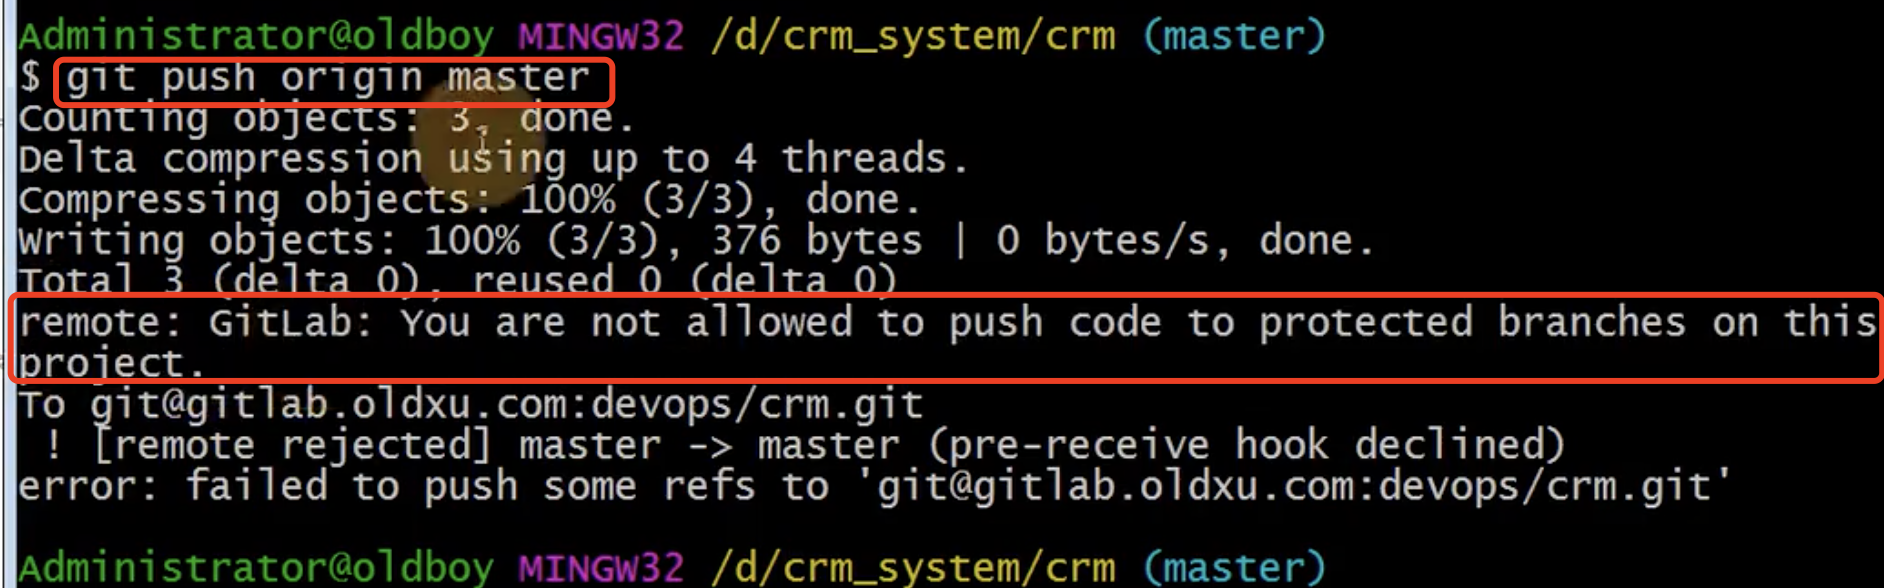 Administrator@oldboy MINGW32 /d/crm_system/crm (master)
$ git push origin master
Counting objects: 3, done.
Delta compression using up to 4 threads.
Compressing objects: 100% (3/3), done.
Writing objects: 100% (3/3), 376 bytes | 0 bytes/s, done.
Total 3 (delta 0), reused 0 (delta 0)
remote: GitLab: You are not allowed to push code to protected branches on this
project.
To git@gitlab.oldxu.com:devops/crm.git
 ! [remote rejected] master -> master (pre-receive hook declined)
error: failed to push some refs to 'git@gitlab.oldxu.com:devops/crm.git'
Administrator@oldboy MINGW32 /d/crm_system/crm (master)